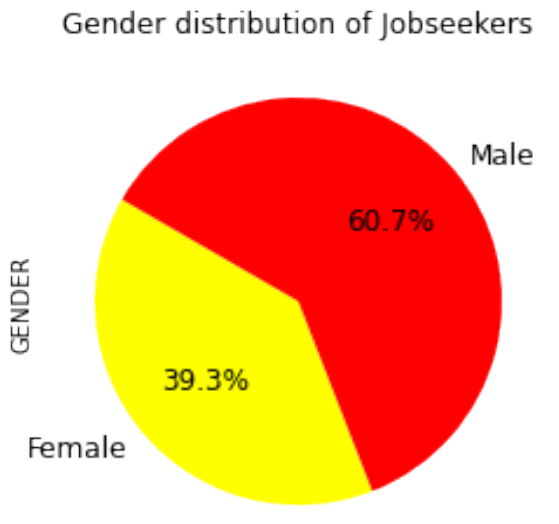 Gender distribution of Jobseekers
Male
60.7%
GENDER
39.3%
Female